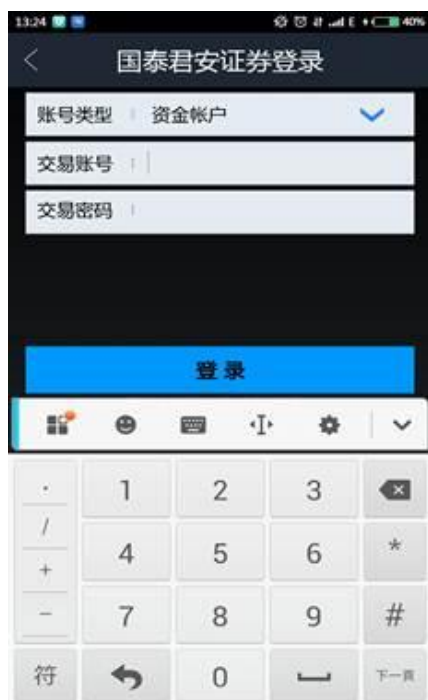 13:24
E
40%
国泰君安证券登录
账号类型 资金帐户
交易账号
交易密码
登录
· 1 2 3
/
4 5 6 *
+
- 7 8 9 #
符 0 下一頁